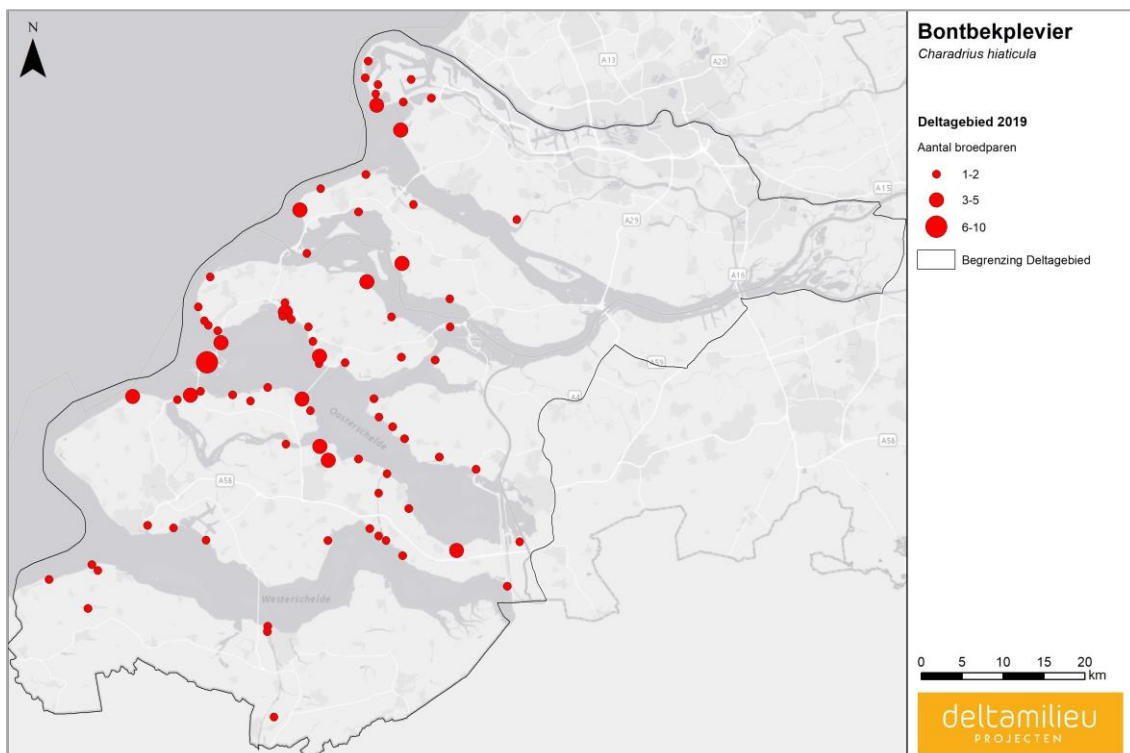 N
A13
A20
A15
A29
A16
A59
A4
A58
A58
Oosterschelde
Westerschelde
Bontbekplevier
Charadrius hiaticula
Deltagebied 2019
Aantal broedparen
1-2
3-5
6-10
Begrenzing Deltagebied
0 5 10 15 20
km
deltamilieu
PROJECTEN